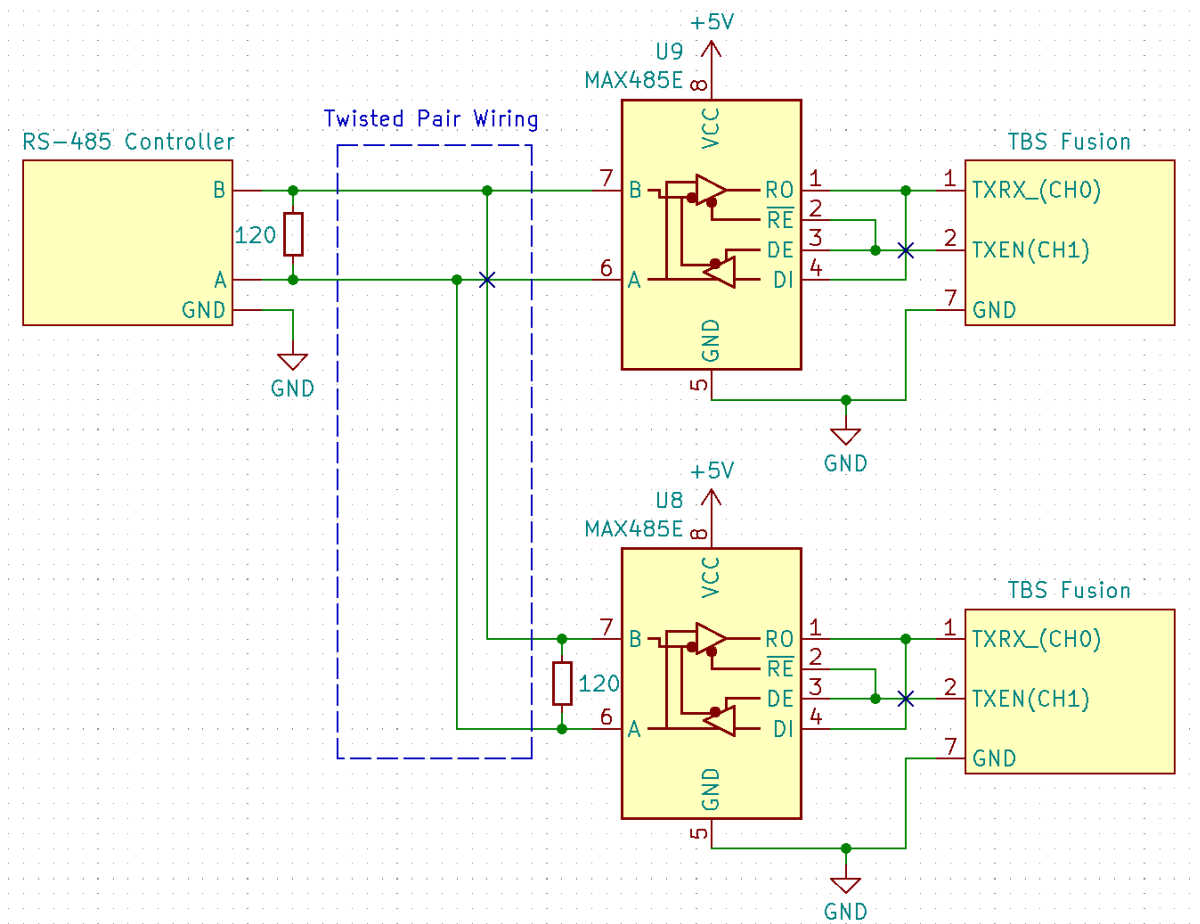 +5V
U9
MAX485E
8
Twisted Pair Wiring
RS-485 Controller
TBS Fusion
VCC
B
7
B
RO
1
1
TXRX_(CH0)
RE
2
120
DE
3
2
TXEN(CH1)
A
6
A
DI
4
GND
7
GND
GND
5
GND
GND
+5V
U8
MAX485E
8
TBS Fusion
VCC
7
B
RO
1
1
TXRX_(CH0)
RE
2
120
DE
3
2
TXEN(CH1)
6
A
DI
4
7
GND
GND
5
GND